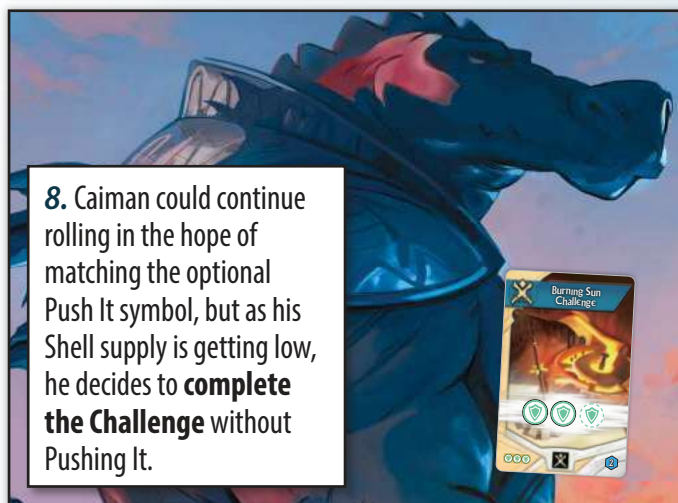 8. Caiman could continue
rolling in the hope of
matching the optional
Push It symbol, but as his
Shell supply is getting low,
he decides to complete
the Challenge without
Pushing It.
Burning Sun
Challenge
2